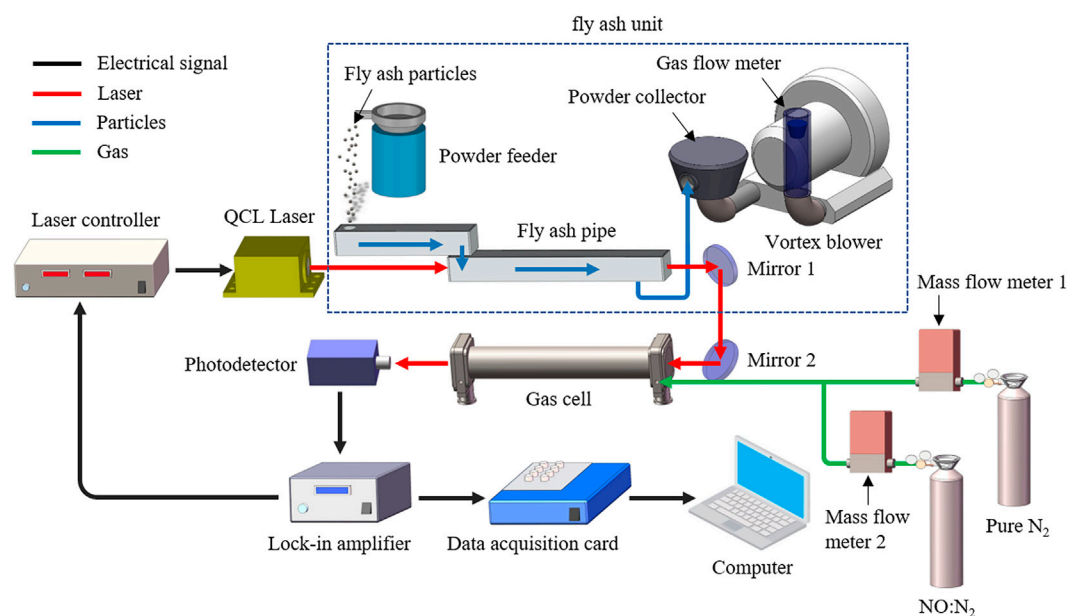 fly ash unit
Electrical signal
Laser
Particles
Gas
Fly ash particles
Powder feeder
Gas flow meter
Powder collector
Vortex blower
Laser controller
QCL Laser
Fly ash pipe
Mirror 1
Mass flow meter 1
Photodetector
Gas cell
Mirror 2
Lock-in amplifier
Data acquisition card
Computer
Mass flow
meter 2
Pure N₂
NO:N₂